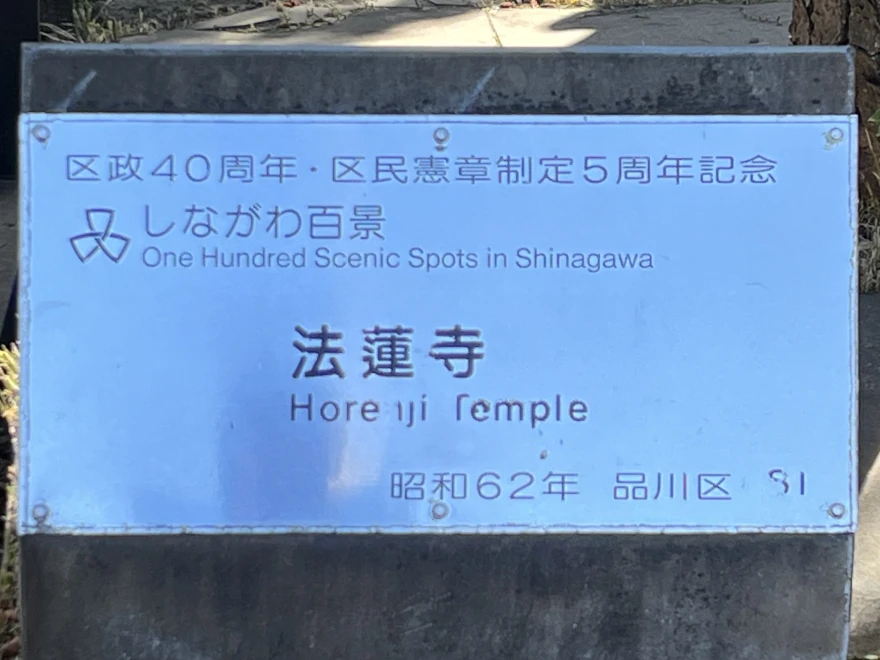 区政40周年・区民憲章制定5周年記念
しながわ百景
One Hundred Scenic Spots in Shinagawa
法蓮寺
Horenji Temple
昭和62年 品川区 81